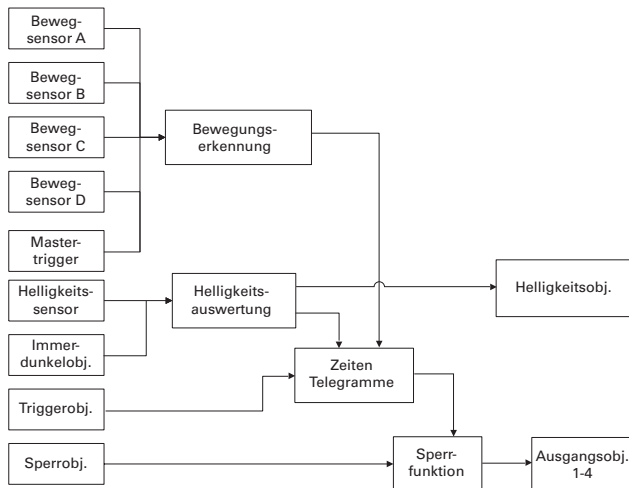 Beweg-
sensor A
Beweg-
sensor B
Beweg-
sensor C
Beweg-
sensor D
Master-
trigger
Bewegungs-
erkennung
Helligkeits-
sensor
Immer-
dunkelobj.
Helligkeits-
auswertung
Helligkeitsobj.
Zeiten
Telegramme
Triggerobj.
Sperrobj.
Sperr-
funktion
Ausgangsobj.
1-4